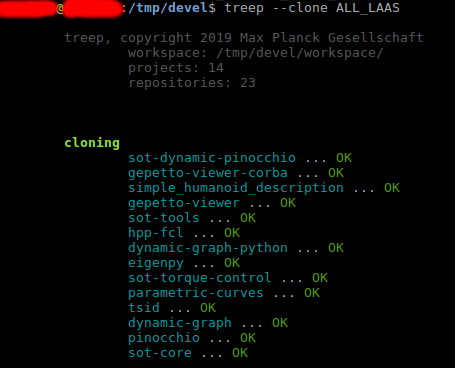 @ :/tmp/devel$ treep --clone ALL_LAAS
treep, copyright 2019 Max Planck Gesellschaft
workspace: /tmp/devel/workspace/
projects: 14
repositories: 23
cloning
sot-dynamic-pinocchio ... OK
gepetto-viewer-corba ... OK
simple_humanoid_description ... OK
gepetto-viewer ... OK
sot-tools ... OK
hpp-fcl ... OK
dynamic-graph-python ... OK
eigenpy ... OK
sot-torque-control ... OK
parametric-curves ... OK
tsid ... OK
dynamic-graph ... OK
pinocchio ... OK
sot-core ... OK